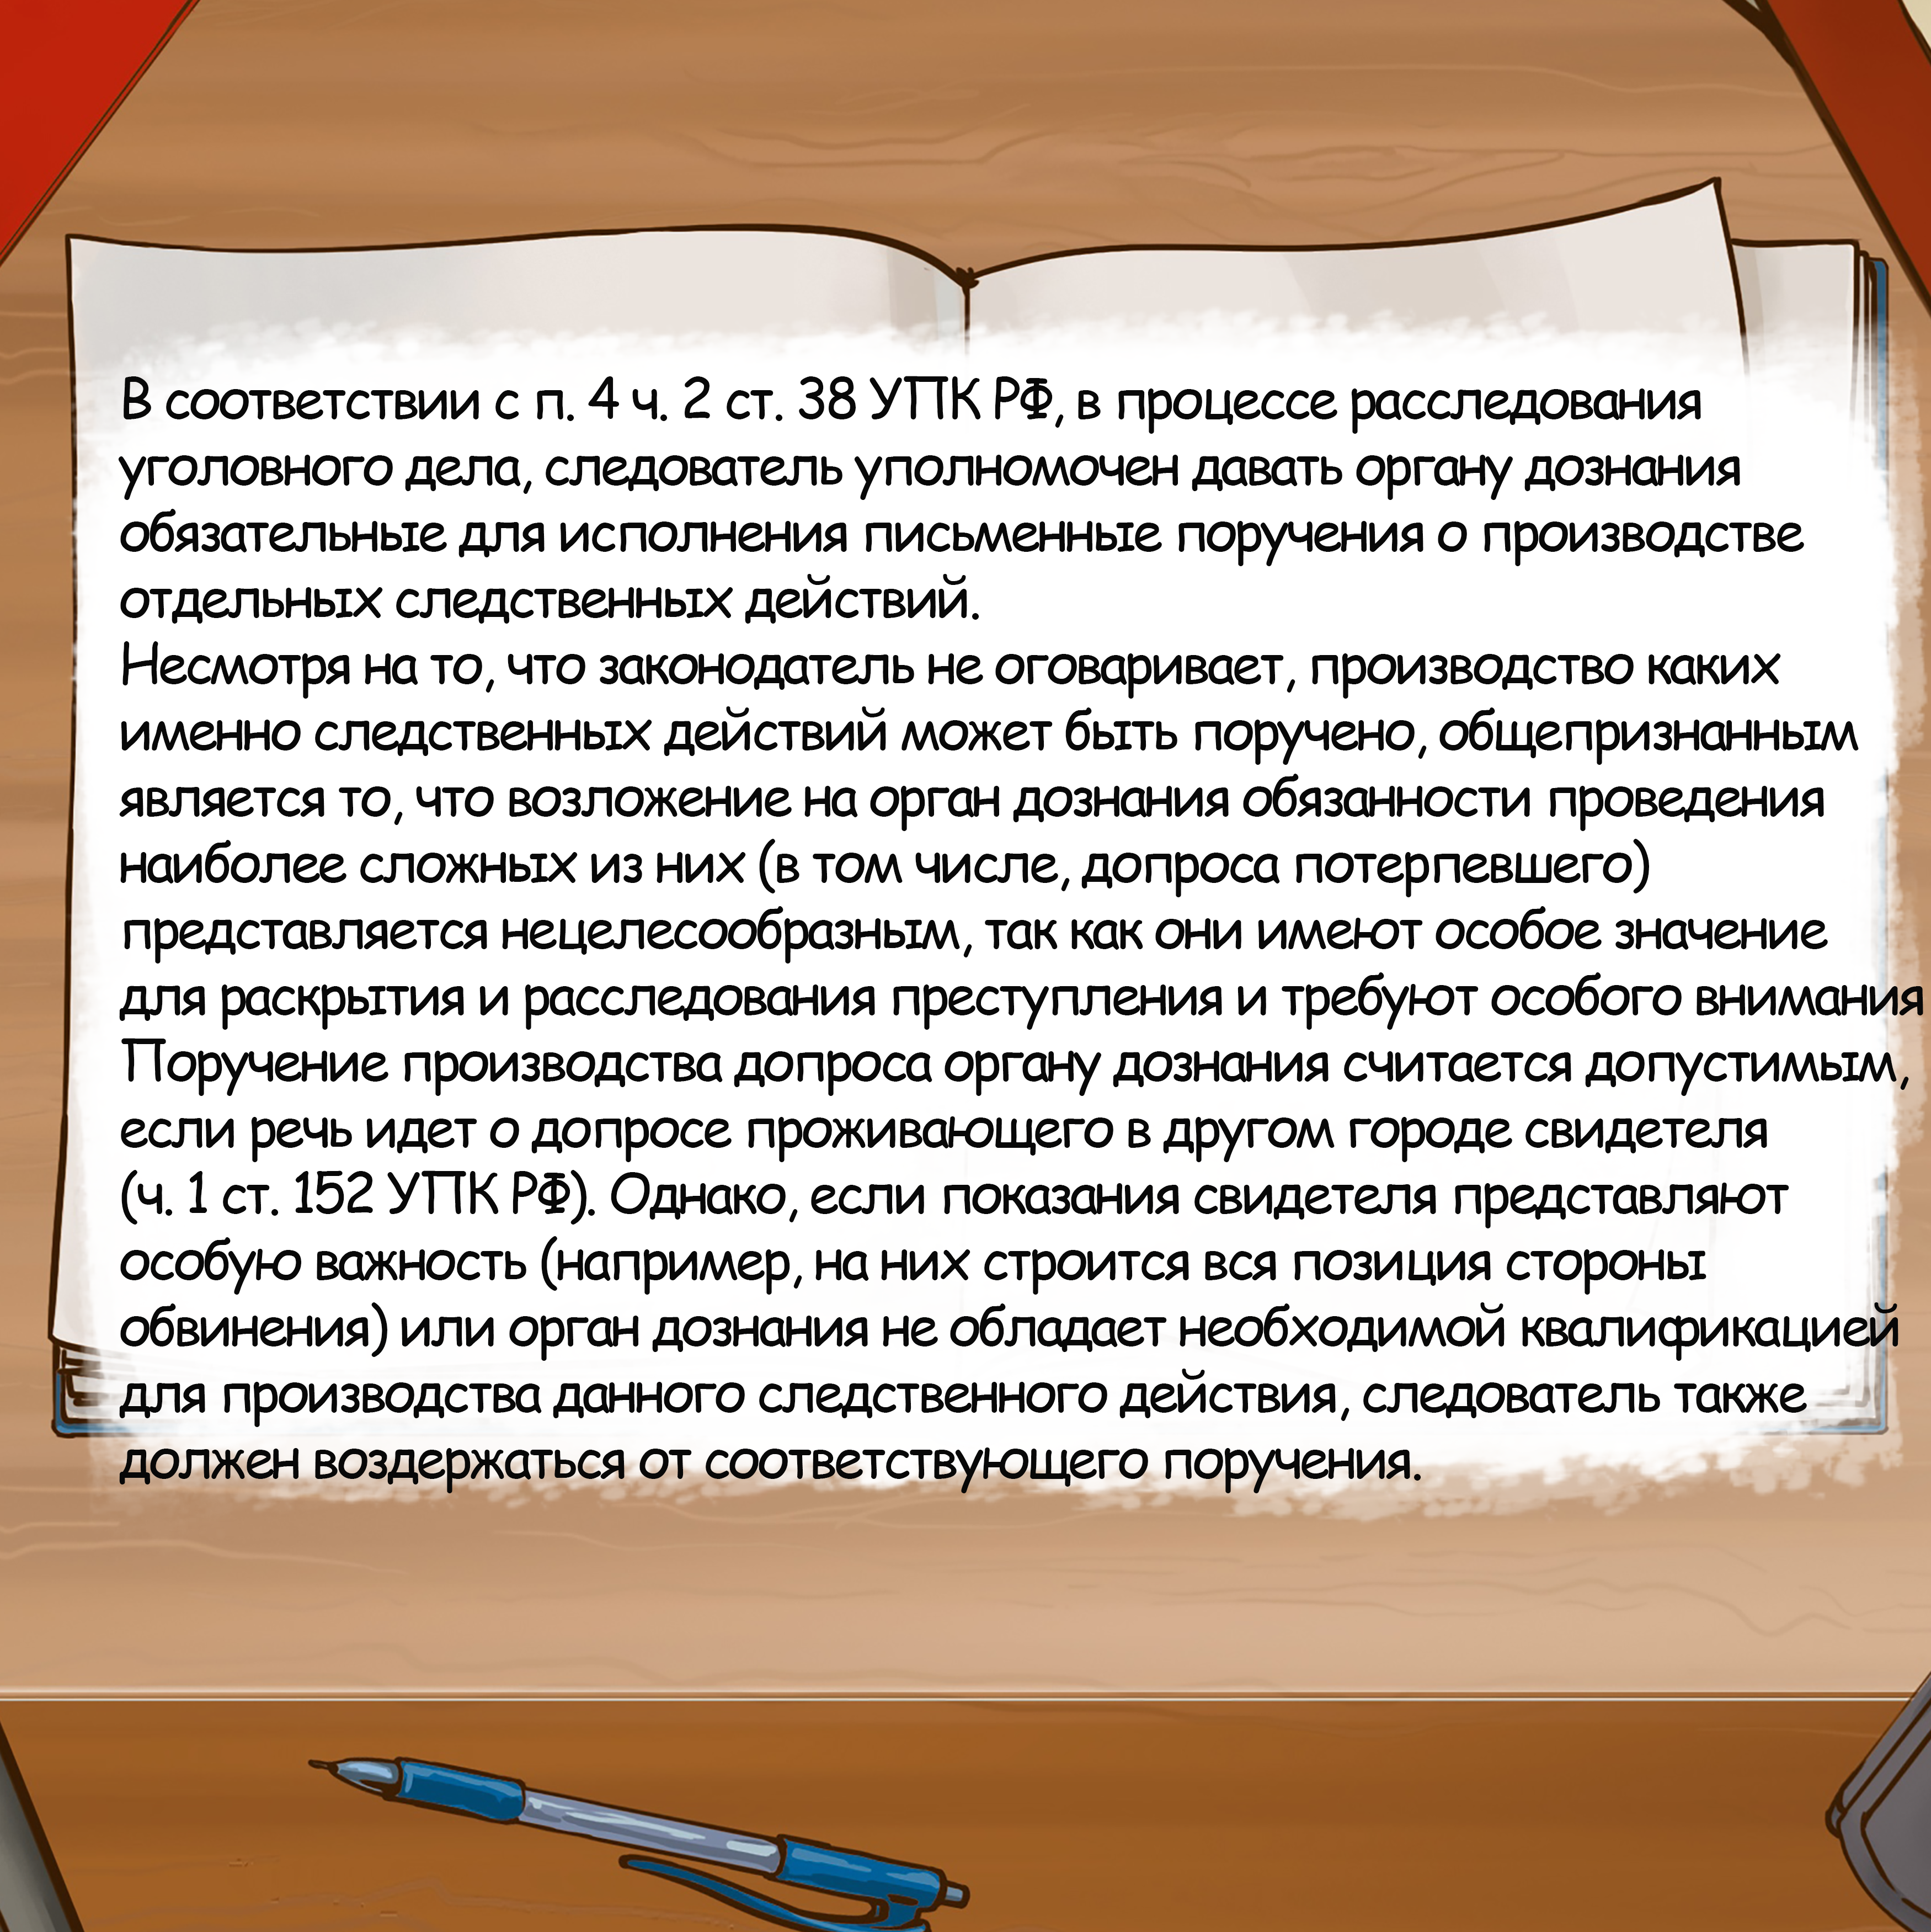 В соответствии с п. 4 ч. 2 ст. 38 УПК РФ, в процессе расследования
уголовного дела, следователь уполномочен давать органу дознания
обязательные для исполнения письменные поручения о производстве
отдельных следственных действий.
Несмотря на то, что законодатель не оговаривает, производство каких
именно следственных действий может быть поручено, общепризнанным
является то, что возложение на орган дознания обязанности проведения
наиболее сложных из них (в том числе, допроса потерпевшего)
представляется нецелесообразным, так как они имеют особое значение
для раскрытия и расследования преступления и требуют особого внимания
Поручение производства допроса органу дознания считается допустимым,
если речь идет о допросе проживающего в другом городе свидетеля
(ч. 1 ст. 152 УПК РФ). Однако, если показания свидетеля представляют
особую важность (например, на них строится вся позиция стороны
обвинения) или орган дознания не обладает необходимой квалификацией
для производства данного следственного действия, следователь также
должен воздержаться от соответствующего поручения.